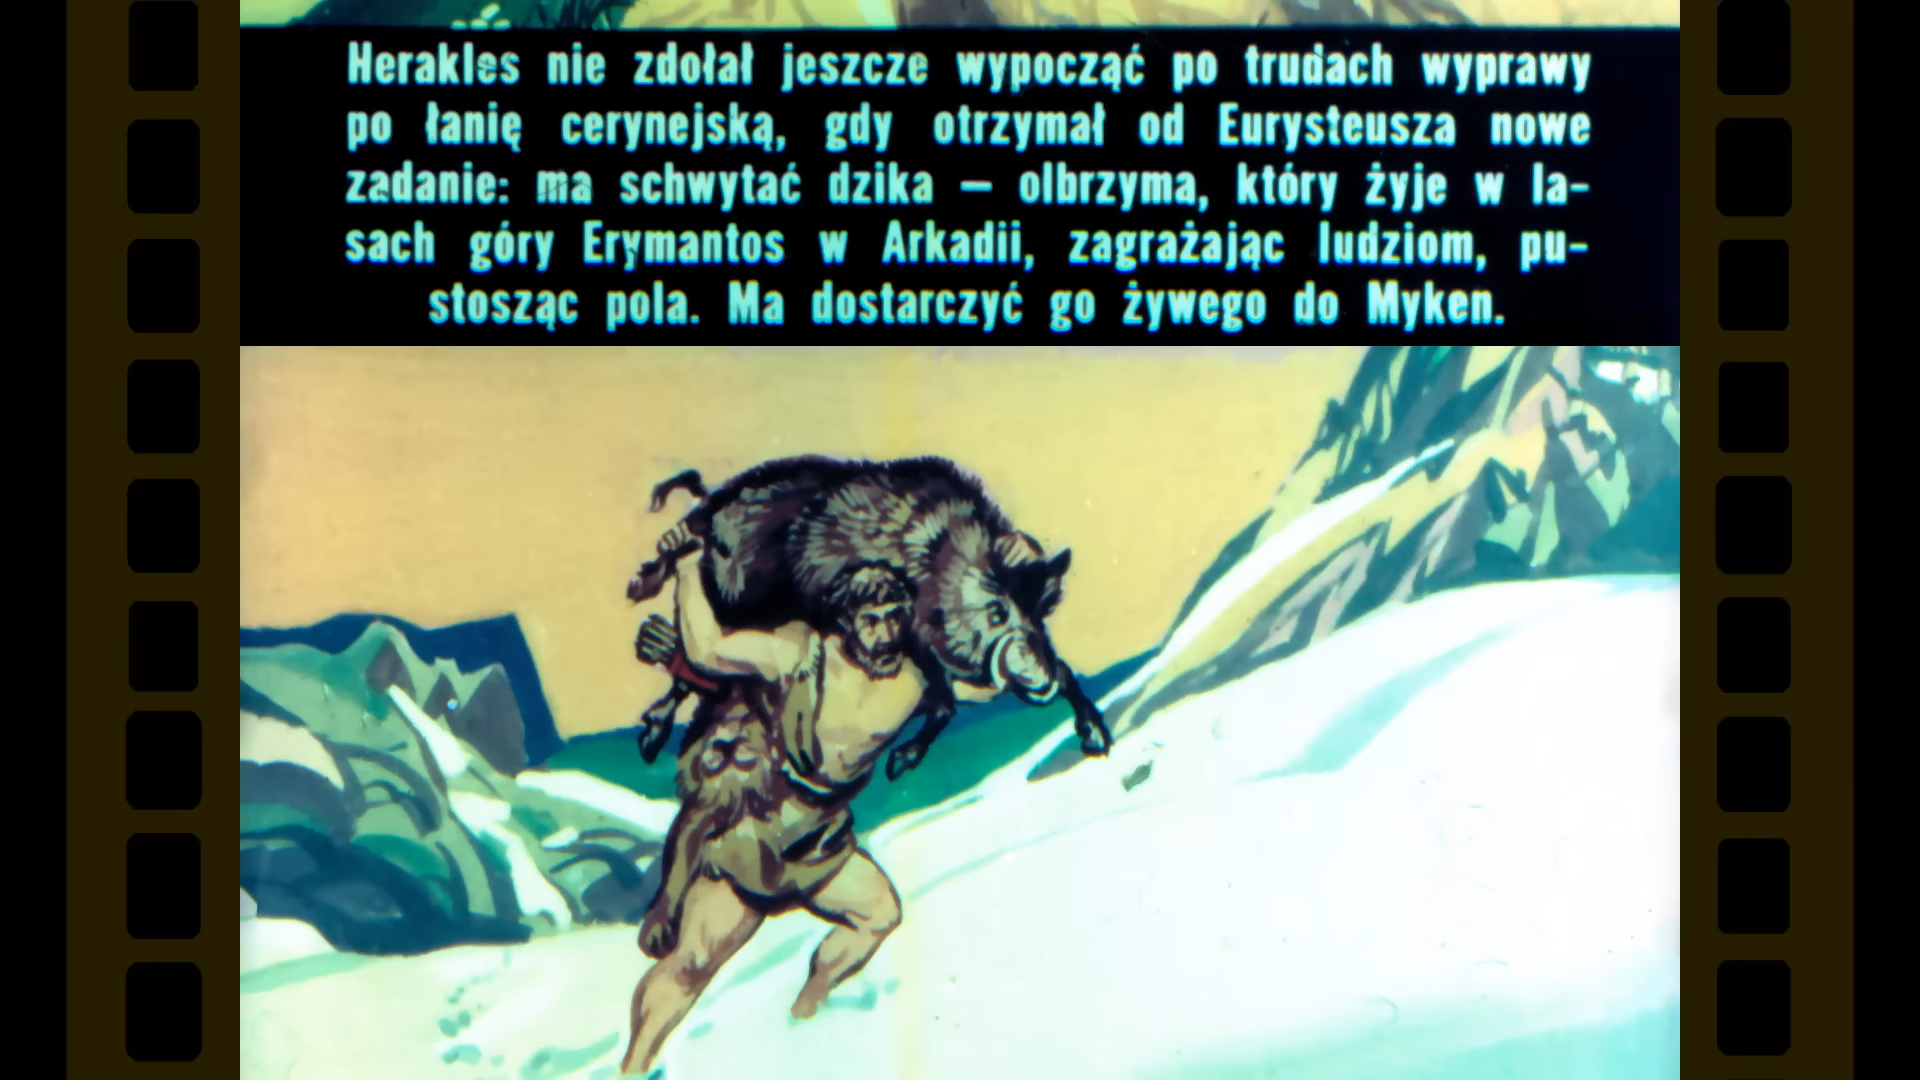 Herakles nie zdołał jeszcze wypocząć po trudach wyprawy
po łanię cerynejską, gdy otrzymał od Eurysteusza nowe
zadanie: ma schwytać dzika — olbrzyma, który żyje w la-
sach góry Erymantos w Arkadii, zagrażając ludziom, pu-
stosząc pola. Ma dostarczyć go żywego do Myken.